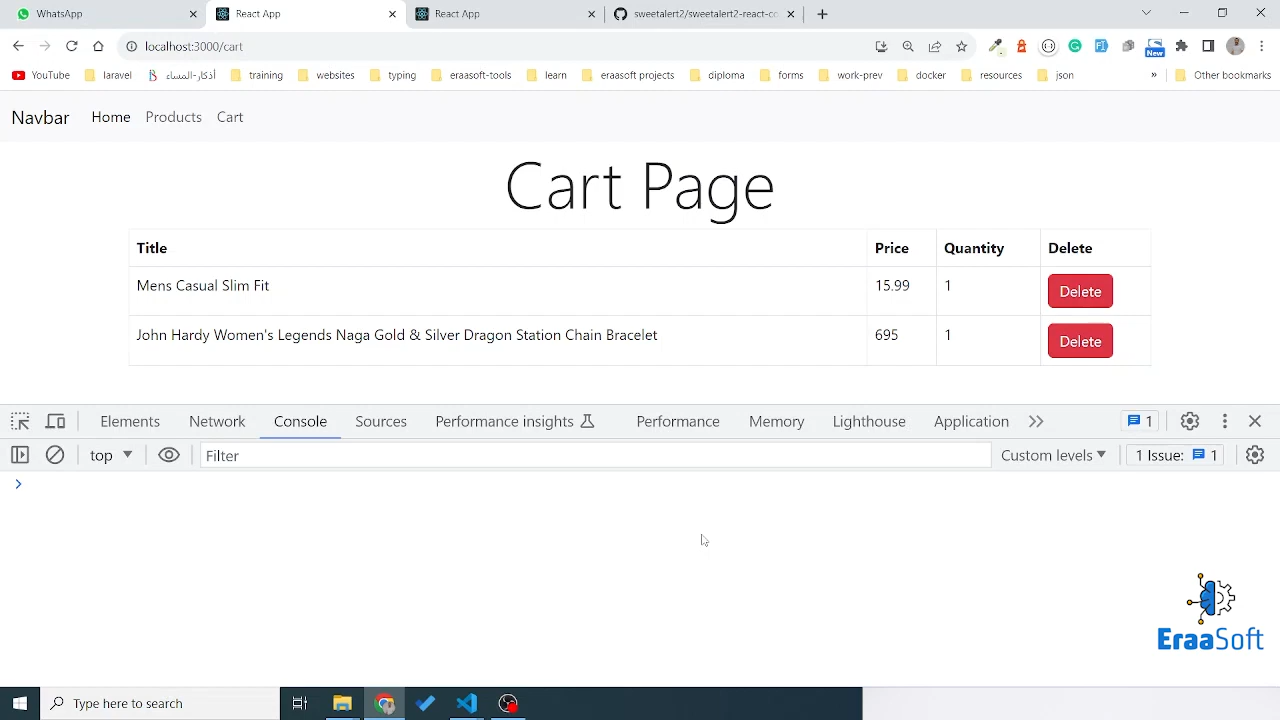 WhatsApp
React App
React App
sweetalert2/sweetalert2-react-co
localhost:3000/cart
New
YouTube
laravel
أذكار-المساء
training
websites
typing
eraasoft-tools
learn
eraasoft projects
diploma
forms
work-prev
docker
resources
json
»
Other bookmarks
Navbar
Home
Products
Cart
Cart Page
Title Price Quantity Delete
Mens Casual Slim Fit 15.99 1 Delete
John Hardy Women's Legends Naga Gold & Silver Dragon Station Chain Bracelet 695 1 Delete
Elements
Network
Console
Sources
Performance insights
Performance
Memory
Lighthouse
Application
1
top
Filter
Custom levels
1 Issue: 1
EraaSoft
Type here to search